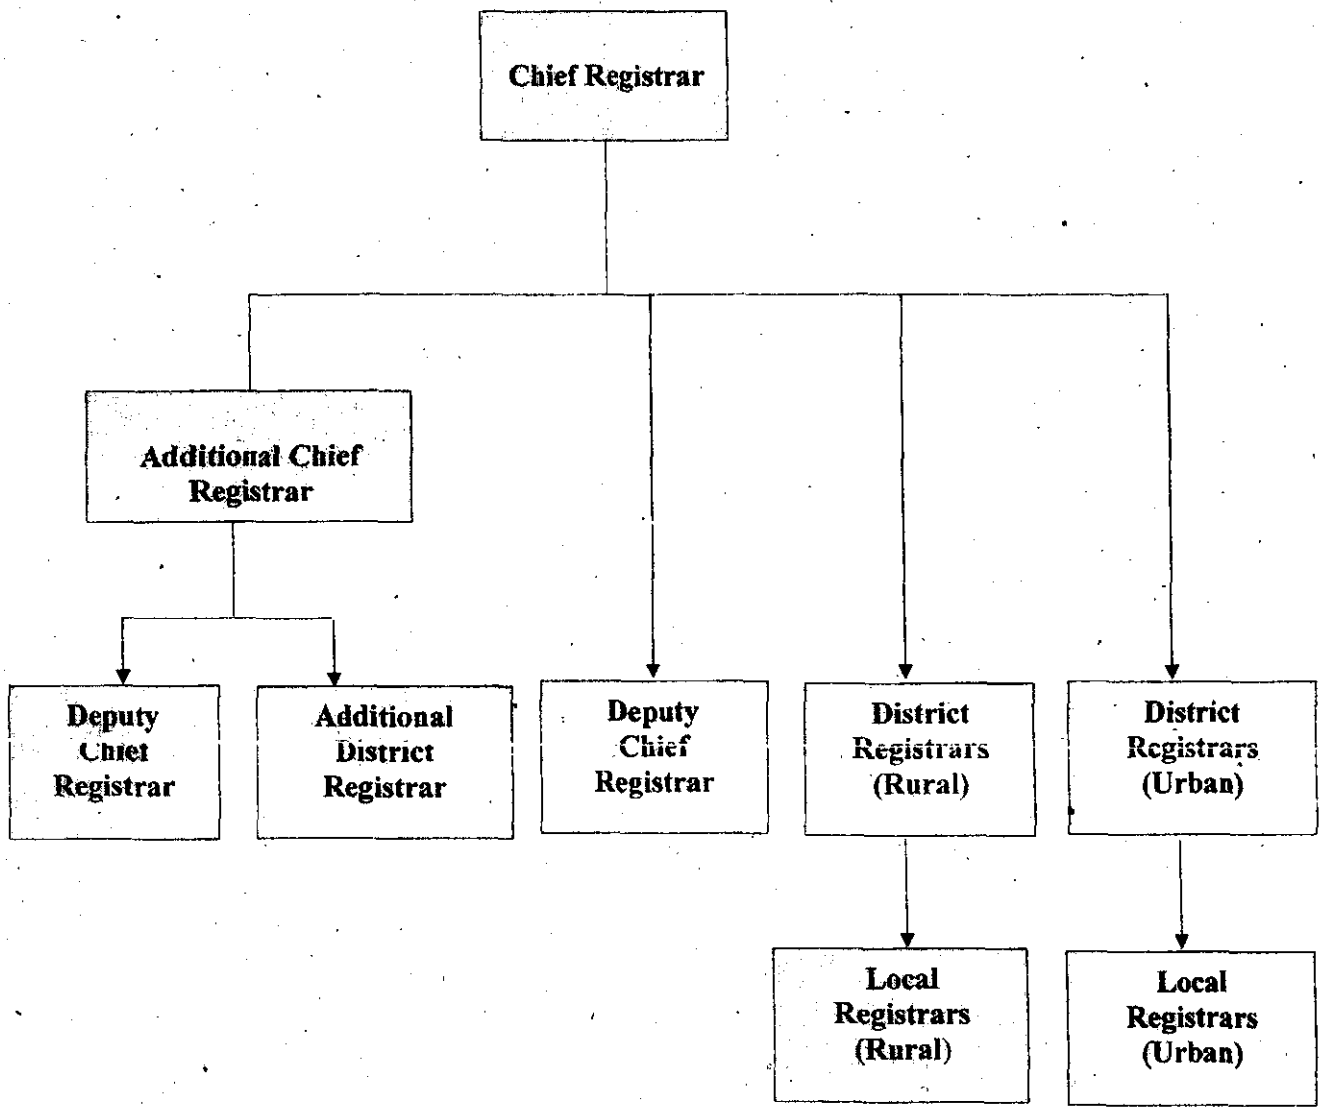 Chief Registrar
Additional Chief
Registrar
Deputy
Chief
Registrar
Additional
District
Registrar
Deputy
Chief
Registrar
District
Registrars
(Rural)
District
Registrars
(Urban)
Local
Registrars
(Rural)
Local
Registrars
(Urban)